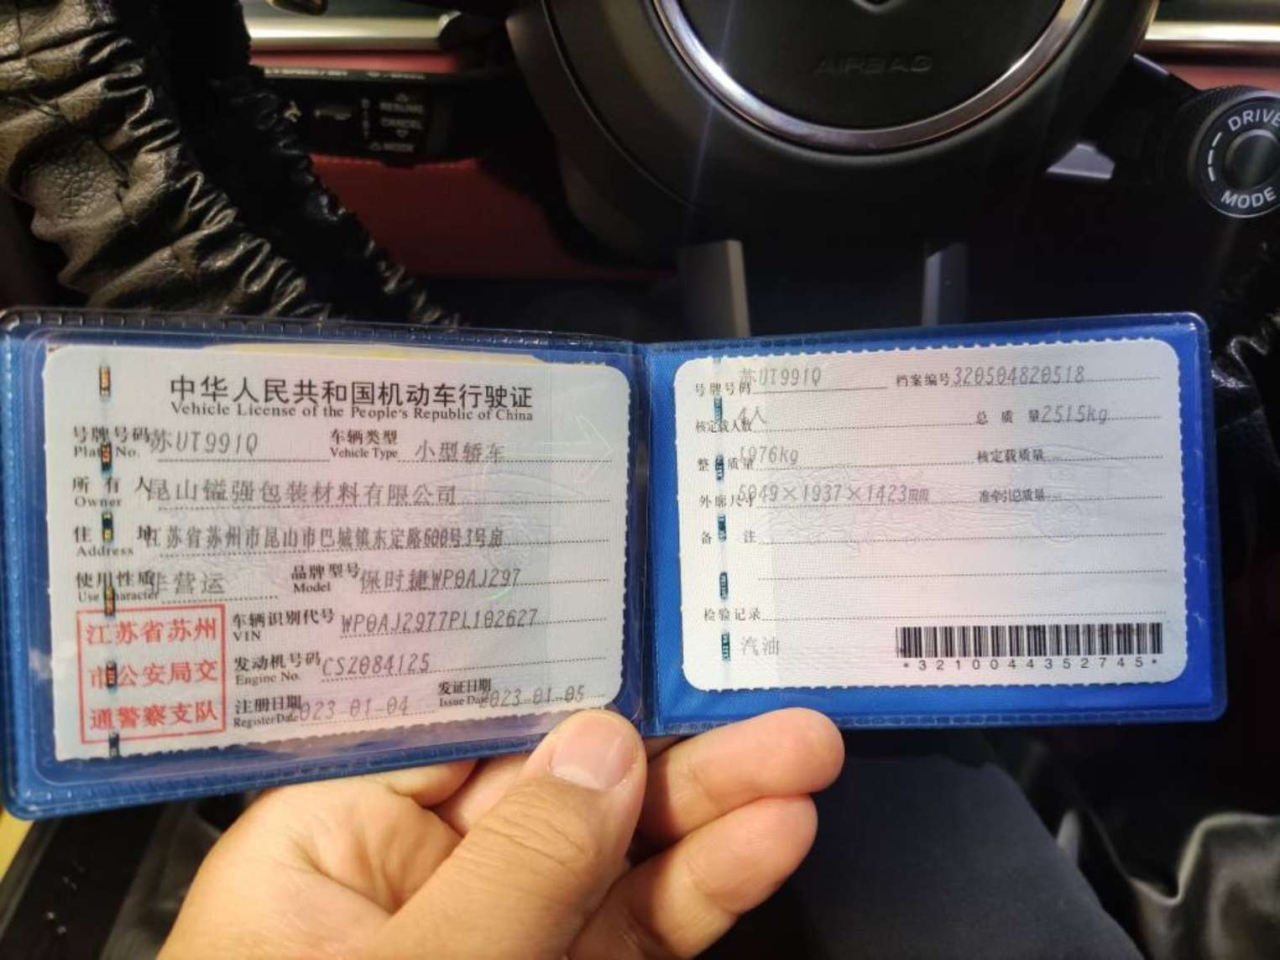 AIRBAG
RESUME
CANCEL
MODE
DRIVE
MODE
中华人民共和国机动车行驶证
Vehicle License of the People's Republic of China
号牌号码 苏UT991Q 车辆类型 小型轿车
Plate No. Vehicle Type
所有人 昆山镒强包装材料有限公司
Owner
住址 江苏省苏州市昆山市巴城镇东定路600号3号房
Address
使用性质 非营运 品牌型号 保时捷WP0AJ297
Use Character Model
江苏省苏州
市公安局交
通警察支队
车辆识别代号 WP0AJ2977PL102627
VIN
发动机号码 CSZ084125
Engine No.
注册日期 2023-01-04 发证日期 2023-01-05
Register Date Issue Date
号牌号码 苏UT991Q 档案编号 320504820518
核定载人数 4人 总质量 2515kg
整备质量 1976kg 核定载质量
外廓尺寸 5049×1937×1423mm 准牵引总质量
备注
检验记录
汽油
*3210044352745*